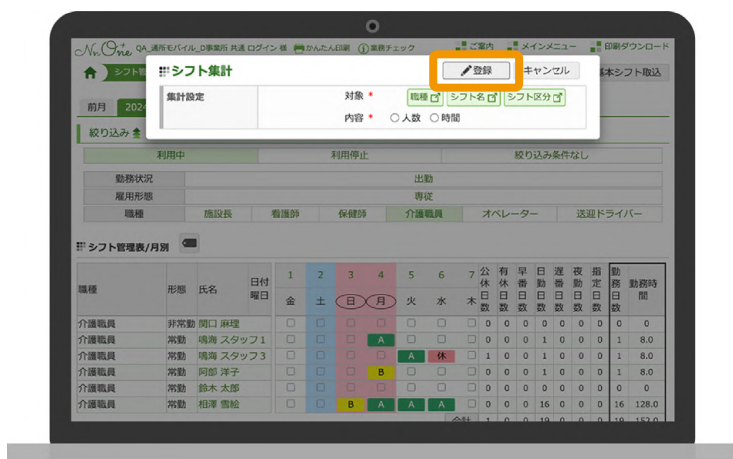 Nn.One QA_通所モバイル_D事業所 共通 ログイン 様 かんたん印刷 業務チェック ご案内 メインメニュー 印刷ダウンロード
シフト管 本シフト取込
シフト集計 登録 キャンセル
集計設定 対象 * 職種 シフト名 シフト区分
内容 * 人数 時間
前月 202
絞り込み
利用中 利用停止 絞り込み条件なし
勤務状況 出勤
雇用形態 専従
職種 施設長 看護師 保健師 介護職員 オペレーター 送迎ドライバー
シフト管理表/月別
職種 形態 氏名 日付 曜日 1 2 3 4 5 6 7 公休日数 有休日数 早番日数 日勤日数 遅番日数 夜勤日数 指定日数 勤務日数 勤務時間
金 土 日 月 火 水 木
介護職員 非常勤 関口 麻理 0 0 0 0 0 0 0 0 0
介護職員 常勤 鳴海 スタッフ1 A 0 0 0 1 0 0 0 1 8.0
介護職員 常勤 鳴海 スタッフ3 A 休 1 0 0 1 0 0 0 1 8.0
介護職員 常勤 阿部 洋子 B 0 0 0 1 0 0 0 1 8.0
介護職員 常勤 鈴木 太郎 0 0 0 0 0 0 0 0 0
介護職員 常勤 相澤 雪絵 B A A A 0 0 0 16 0 0 0 16 128.0
合計 1 0 0 19 0 0 0 19 152.0